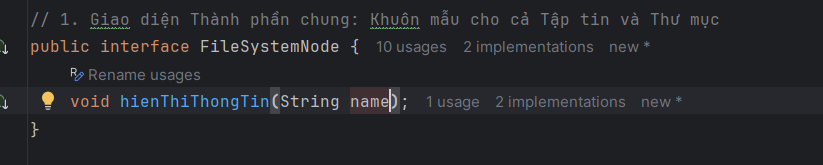 // 1. Giao diện Thành phần chung: Khuôn mẫu cho cả Tập tin và Thư mục
public interface FileSystemNode { 10 usages 2 implementations new *
Rename usages
void hienThiThongTin(String name); 1 usage 2 implementations new *
}